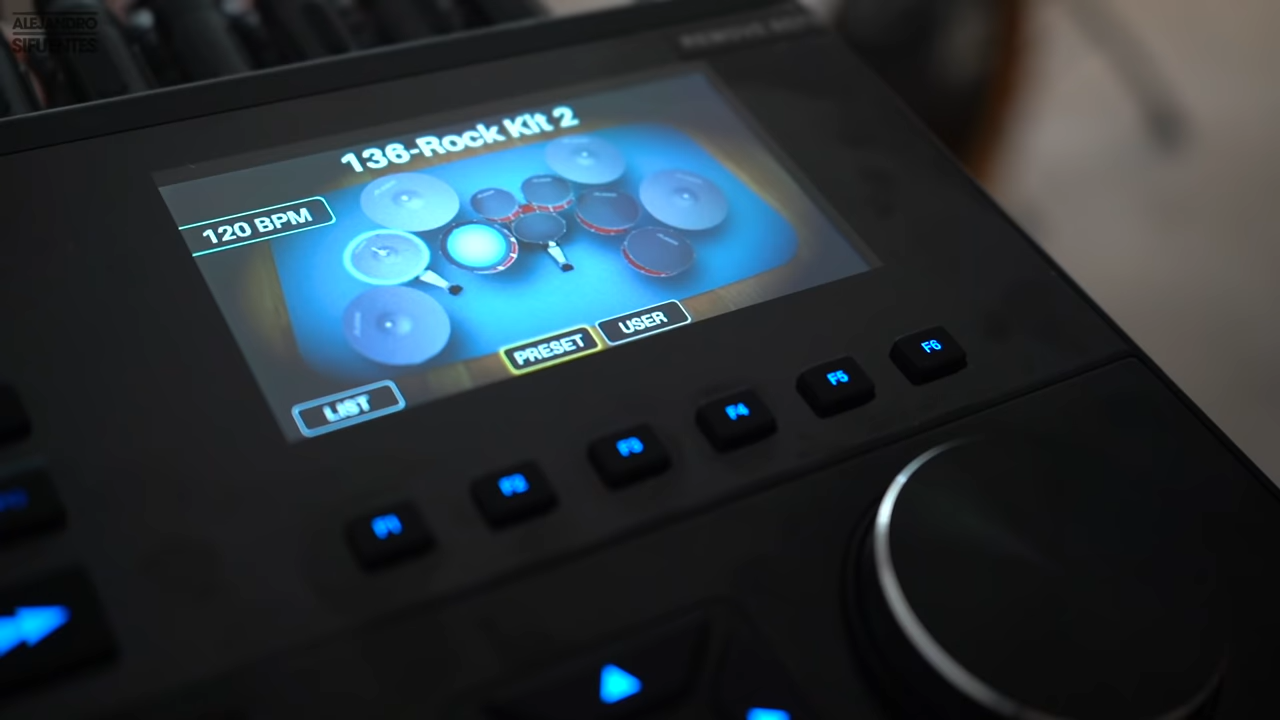 ALEJANDRO
SIFUENTES
136-Rock Kit 2
120 BPM
PRESET
USER
LIST
F1
F2
F3
F4
F5
F6